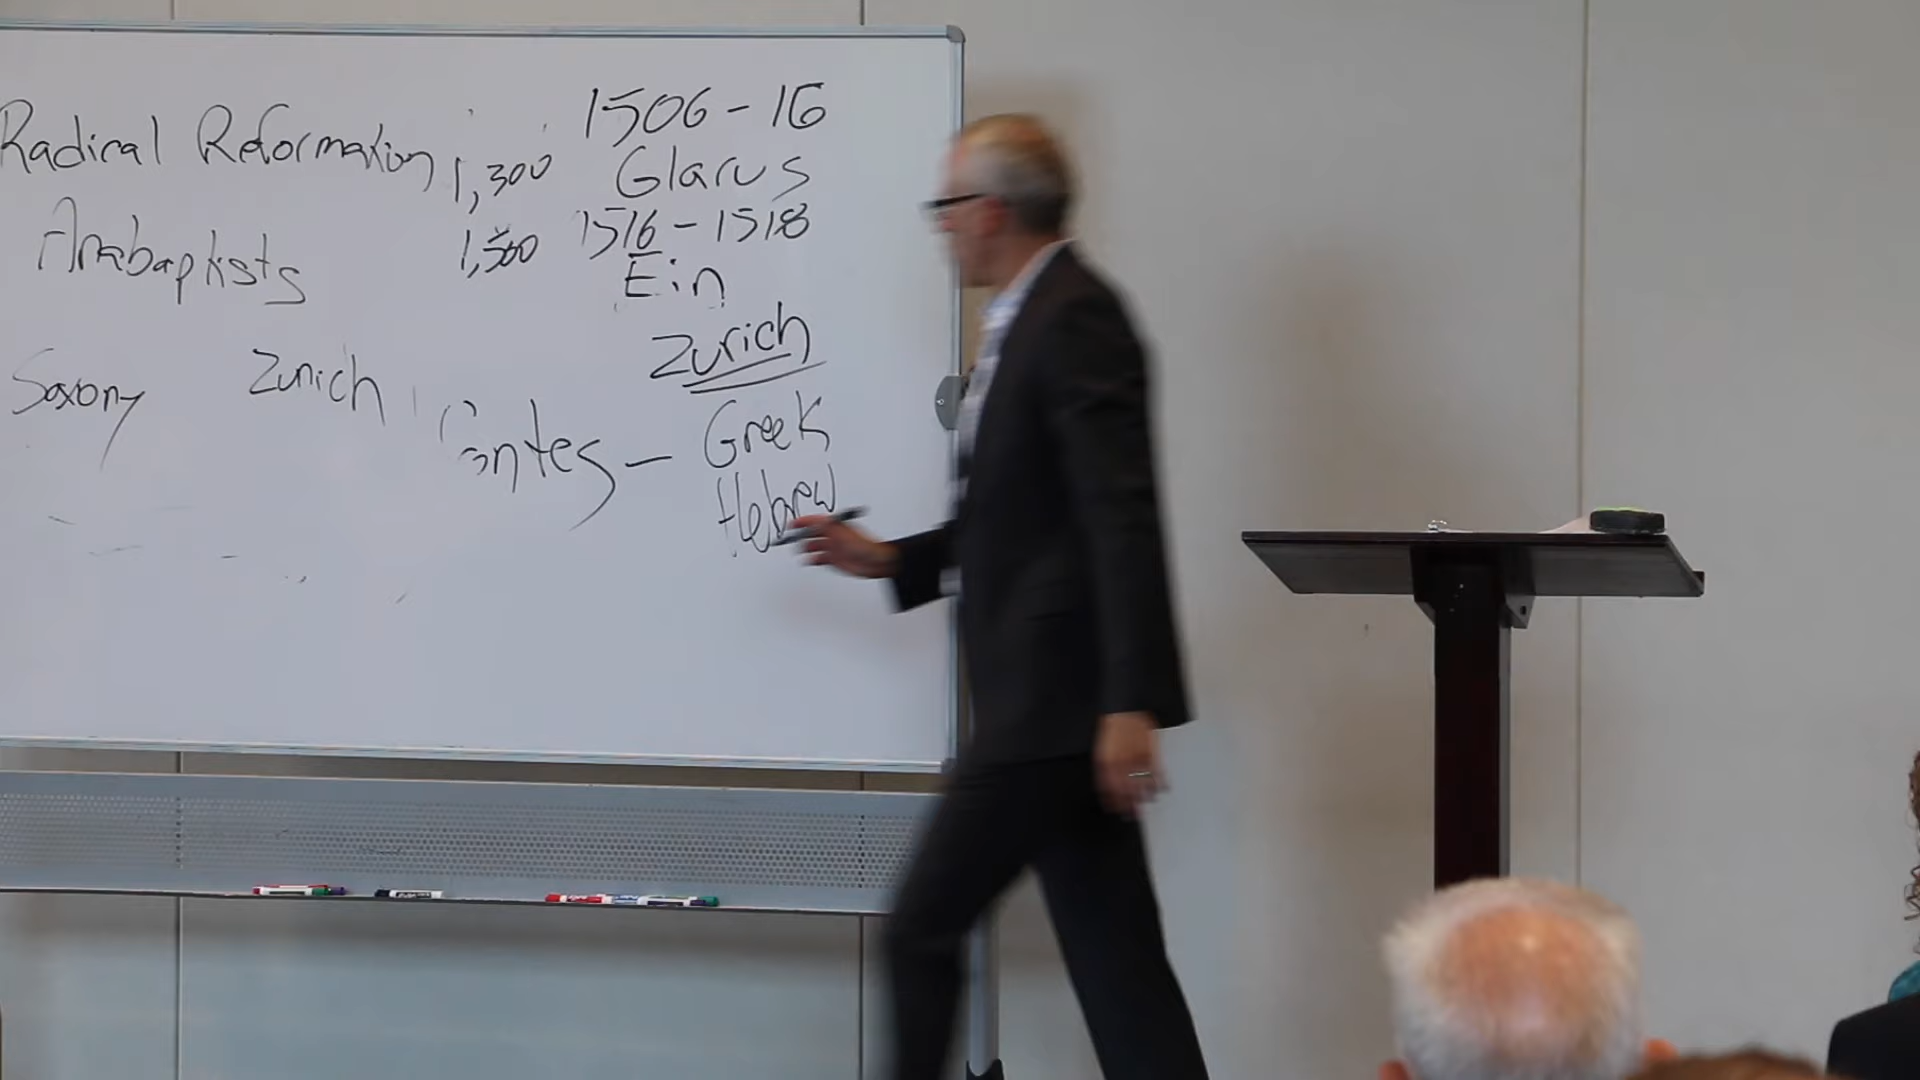 Radical Reformation
Anabaptists
Saxony Zurich
1,300
1,500
1506-16
Glarus
1516-1518
Ein
Zurich
Greek
Hebrew